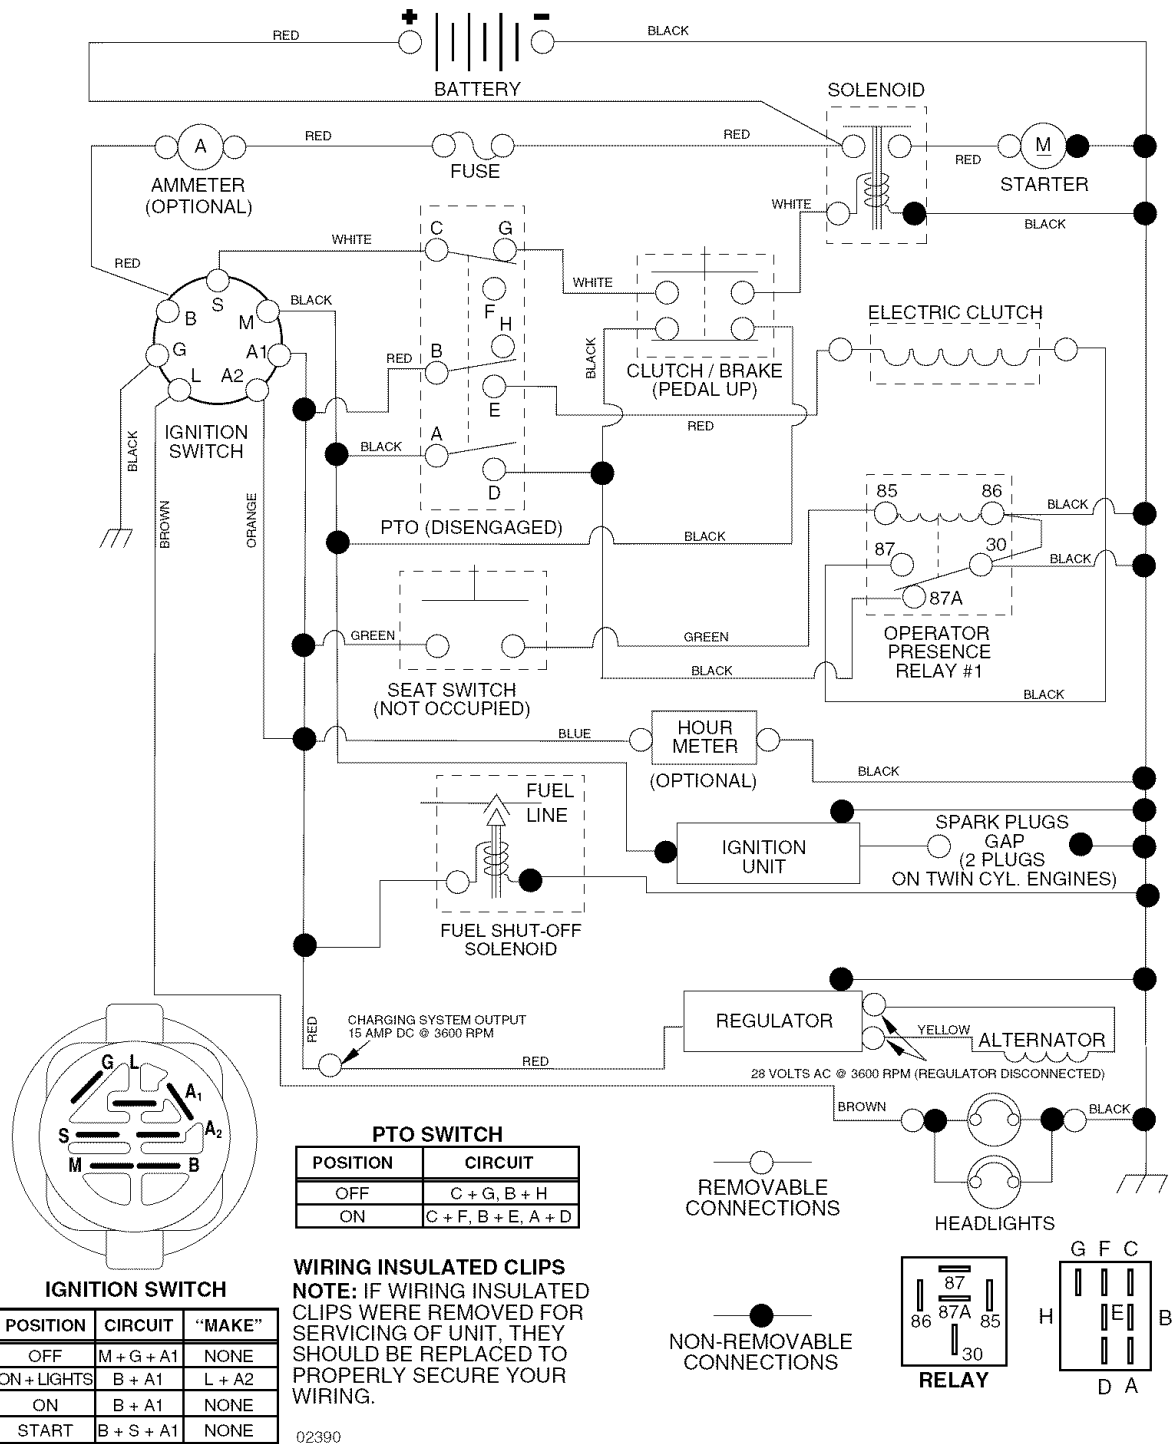 + -
RED
BLACK
BATTERY
SOLENOID
RED
RED
A
FUSE
M
RED
AMMETER
(OPTIONAL)
STARTER
WHITE
BLACK
C G
WHITE
RED
S
WHITE
F
B
M
BLACK
H
ELECTRIC CLUTCH
G
A1
B
RED
BLACK
CLUTCH / BRAKE
(PEDAL UP)
L A2
E
RED
IGNITION
SWITCH
A
BLACK
BLACK
D
85 86
BLACK
BROWN
ORANGE
PTO (DISENGAGED)
BLACK
87 30
BLACK
87A
GREEN
GREEN
OPERATOR
PRESENCE
RELAY #1
BLACK
SEAT SWITCH
(NOT OCCUPIED)
BLACK
BLUE
HOUR
METER
(OPTIONAL)
BLACK
FUEL
LINE
IGNITION
UNIT
SPARK PLUGS
GAP
(2 PLUGS
ON TWIN CYL. ENGINES)
FUEL SHUT-OFF
SOLENOID
RED
CHARGING SYSTEM OUTPUT
15 AMP DC @ 3600 RPM
RED
REGULATOR
YELLOW
ALTERNATOR
28 VOLTS AC @ 3600 RPM (REGULATOR DISCONNECTED)
BROWN
BLACK
HEADLIGHTS
G L
A1
S
A2
M B
IGNITION SWITCH
POSITION CIRCUIT “MAKE”
OFF M + G + A1 NONE
ON + LIGHTS B + A1 L + A2
ON B + A1 NONE
START B + S + A1 NONE
PTO SWITCH
POSITION CIRCUIT
OFF C + G, B + H
ON C + F, B + E, A + D
WIRING INSULATED CLIPS
NOTE: IF WIRING INSULATED
CLIPS WERE REMOVED FOR
SERVICING OF UNIT, THEY
SHOULD BE REPLACED TO
PROPERLY SECURE YOUR
WIRING.
02390
REMOVABLE
CONNECTIONS
NON-REMOVABLE
CONNECTIONS
87
87A
86 85
30
RELAY
G F C
H E B
D A